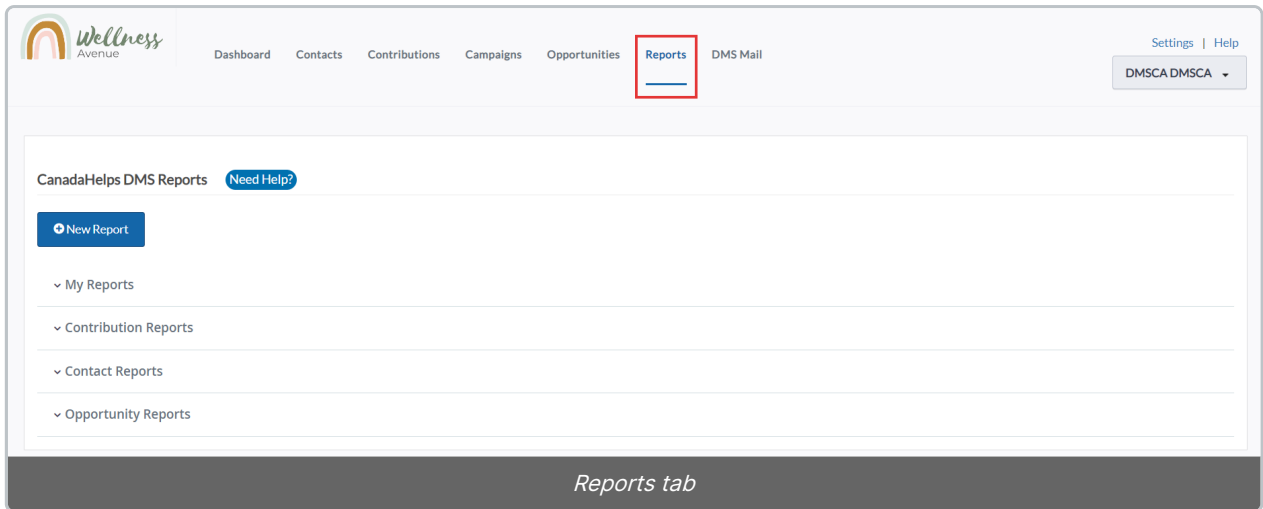 Wellness
Avenue
Dashboard Contacts Contributions Campaigns Opportunities Reports DMS Mail
Settings | Help
DMSCA DMSCA
CanadaHelps DMS Reports Need Help?
New Report
My Reports
Contribution Reports
Contact Reports
Opportunity Reports
Reports tab